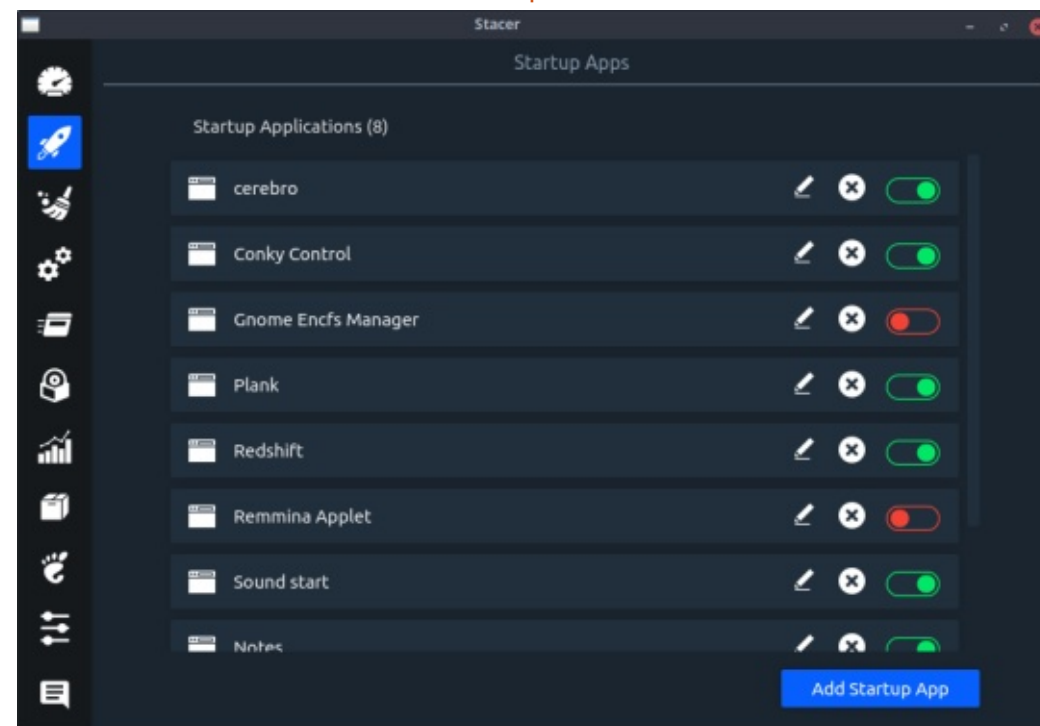 Stacer
Startup Apps
Startup Applications (8)
cerebro
Conky Control
Gnome Encfs Manager
Plank
Redshift
Remmina Applet
Sound start
Notes
Add Startup App